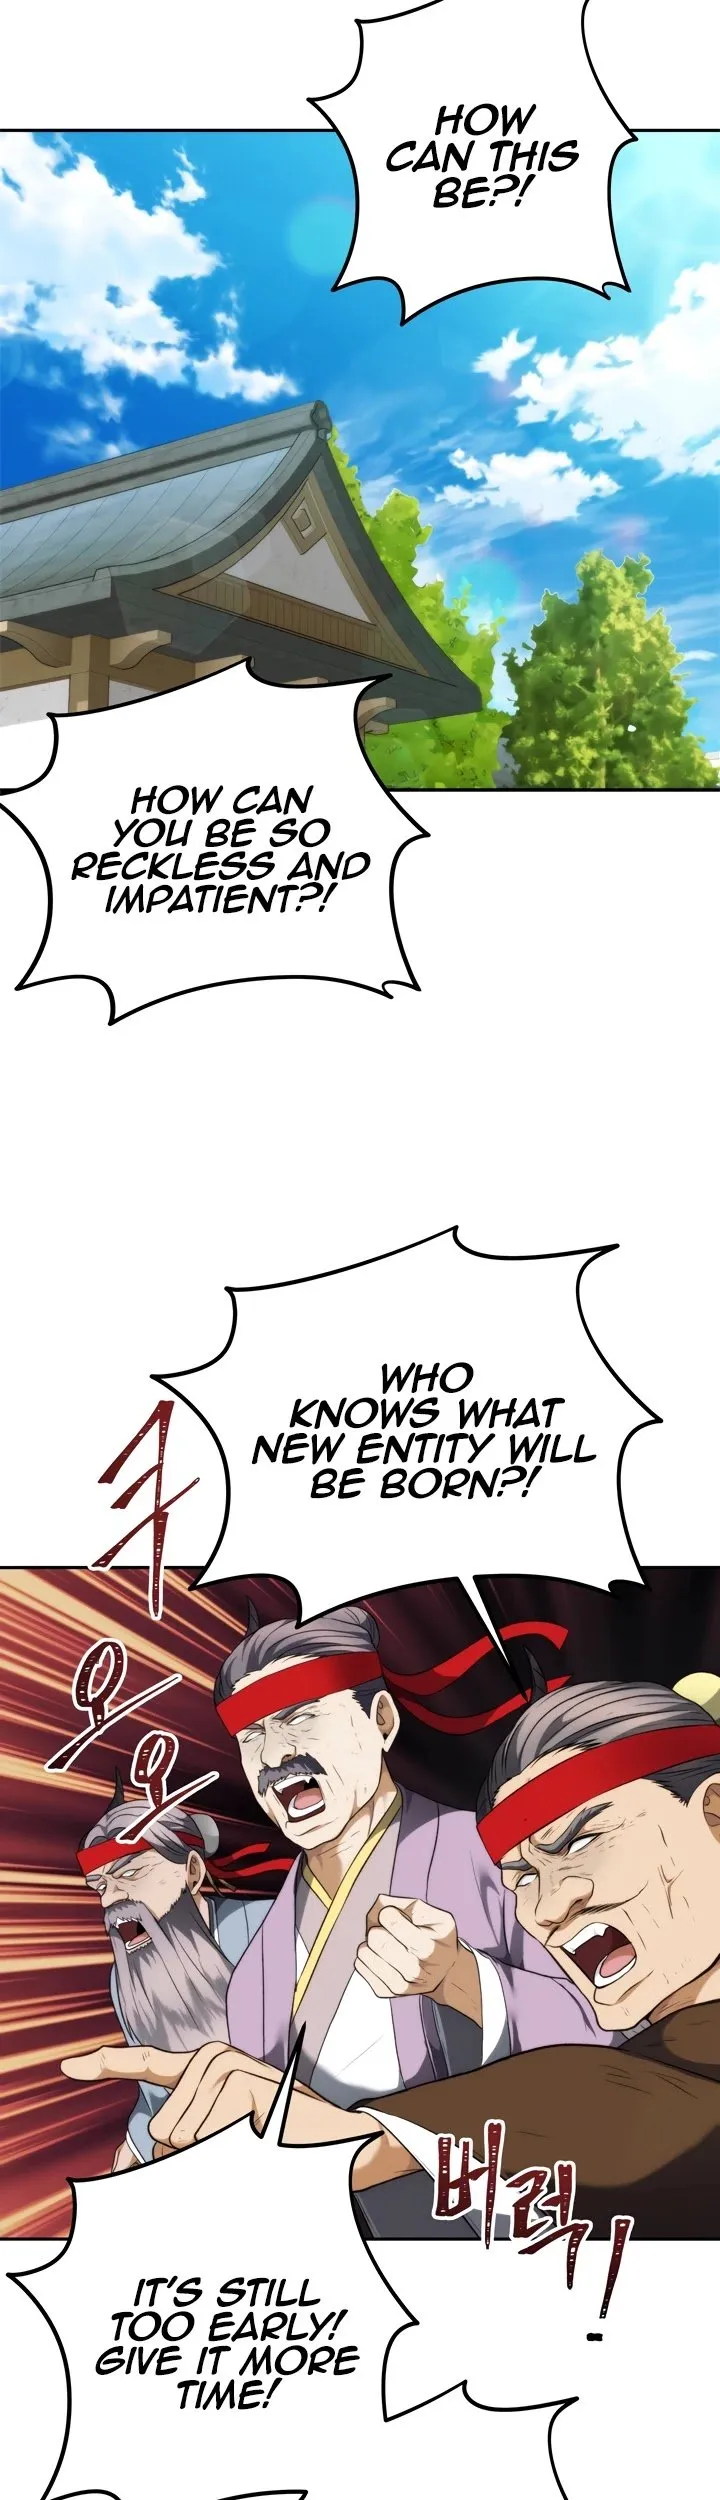 HOW
CAN THIS
BE?!
HOW CAN
YOU BE SO
RECKLESS AND
IMPATIENT?!
WHO
KNOWS WHAT
NEW ENTITY WILL
BE BORN?!
크
오
오
버럭!
IT'S STILL
TOO EARLY!
GIVE IT MORE
TIME!